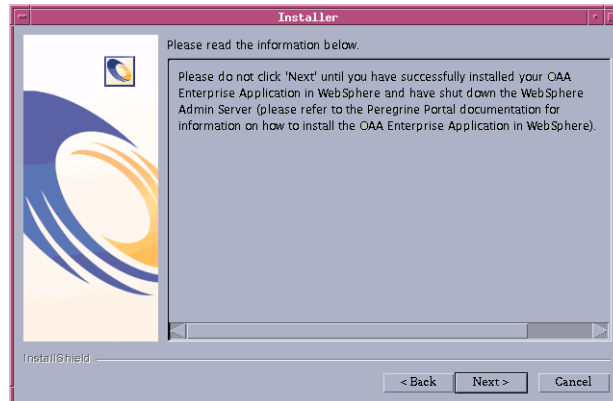 Installer
Please read the information below.
Please do not click 'Next' until you have successfully installed your OAA
Enterprise Application in WebSphere and have shut down the WebSphere
Admin Server (please refer to the Peregrine Portal documentation for
information on how to install the OAA Enterprise Application in WebSphere).
InstallShield
< Back Next > Cancel